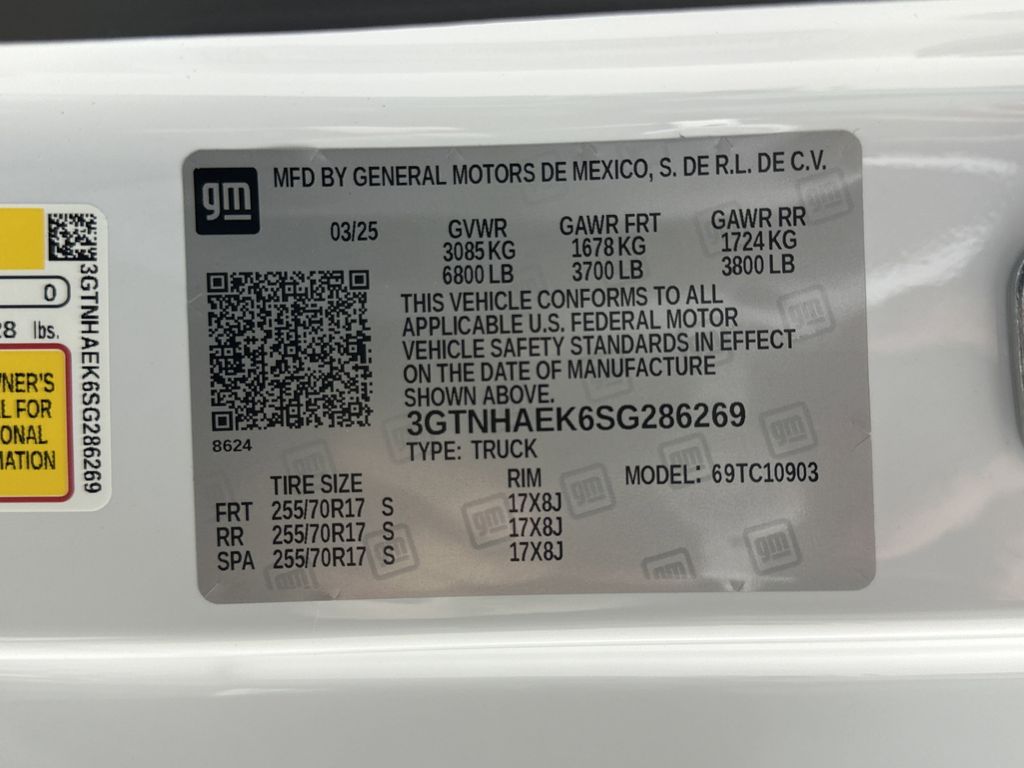 gm
MFD BY GENERAL MOTORS DE MEXICO, S. DE R.L. DE C.V.
03/25 GVWR GAWR FRT GAWR RR
3085 KG 1678 KG 1724 KG
6800 LB 3700 LB 3800 LB
THIS VEHICLE CONFORMS TO ALL
APPLICABLE U.S. FEDERAL MOTOR
VEHICLE SAFETY STANDARDS IN EFFECT
ON THE DATE OF MANUFACTURE
SHOWN ABOVE.
3GTNHAEK6SG286269
8624
TYPE: TRUCK
TIRE SIZE RIM MODEL: 69TC10903
FRT 255/70R17 S 17X8J
RR 255/70R17 S 17X8J
SPA 255/70R17 S 17X8J
0
lbs.
FOR
3GTNHAEK6SG286269